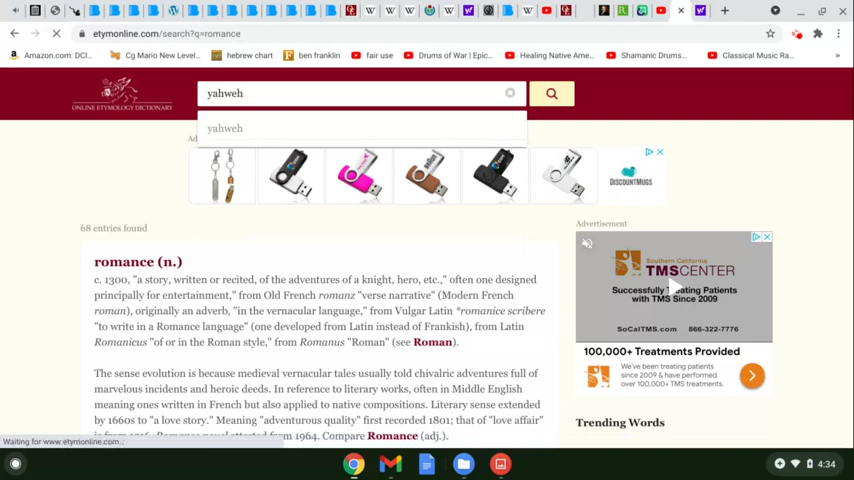 etymonline.com/search?q=romance
Amazon.com: DCI...
Cg Mario New Level...
hebrew chart
ben franklin
fair use
Drums of War | Epic...
Healing Native Ame...
Shamanic Drumm...
Classical Music Ra...
»
ONLINE ETYMOLOGY DICTIONARY
yahweh
yahweh
DISCOUNTMUGS
68 entries found
Advertisement
romance (n.)
c. 1300, "a story, written or recited, of the adventures of a knight, hero, etc.," often one designed
principally for entertainment," from Old French romanz "verse narrative" (Modern French
roman), originally an adverb, "in the vernacular language," from Vulgar Latin *romanice scribere
"to write in a Romance language" (one developed from Latin instead of Frankish), from Latin
Romanicus "of or in the Roman style," from Romanus "Roman" (see Roman).
The sense evolution is because medieval vernacular tales usually told chivalric adventures full of
marvelous incidents and heroic deeds. In reference to literary works, often in Middle English
meaning ones written in French but also applied to native compositions. Literary sense extended
by 1660s to "a love story." Meaning "adventurous quality" first recorded 1801; that of "love affair"
from 1964. Compare Romance (adj.).
Waiting for www.etymonline.com...
Southern California
TMSCENTER
Successfully Treating Patients
with TMS Since 2009
SoCalTMS.com 866-322-7776
100,000+ Treatments Provided
We've been treating patients
since 2009 & have performed
over 100,000+ TMS treatments.
Trending Words
4:34